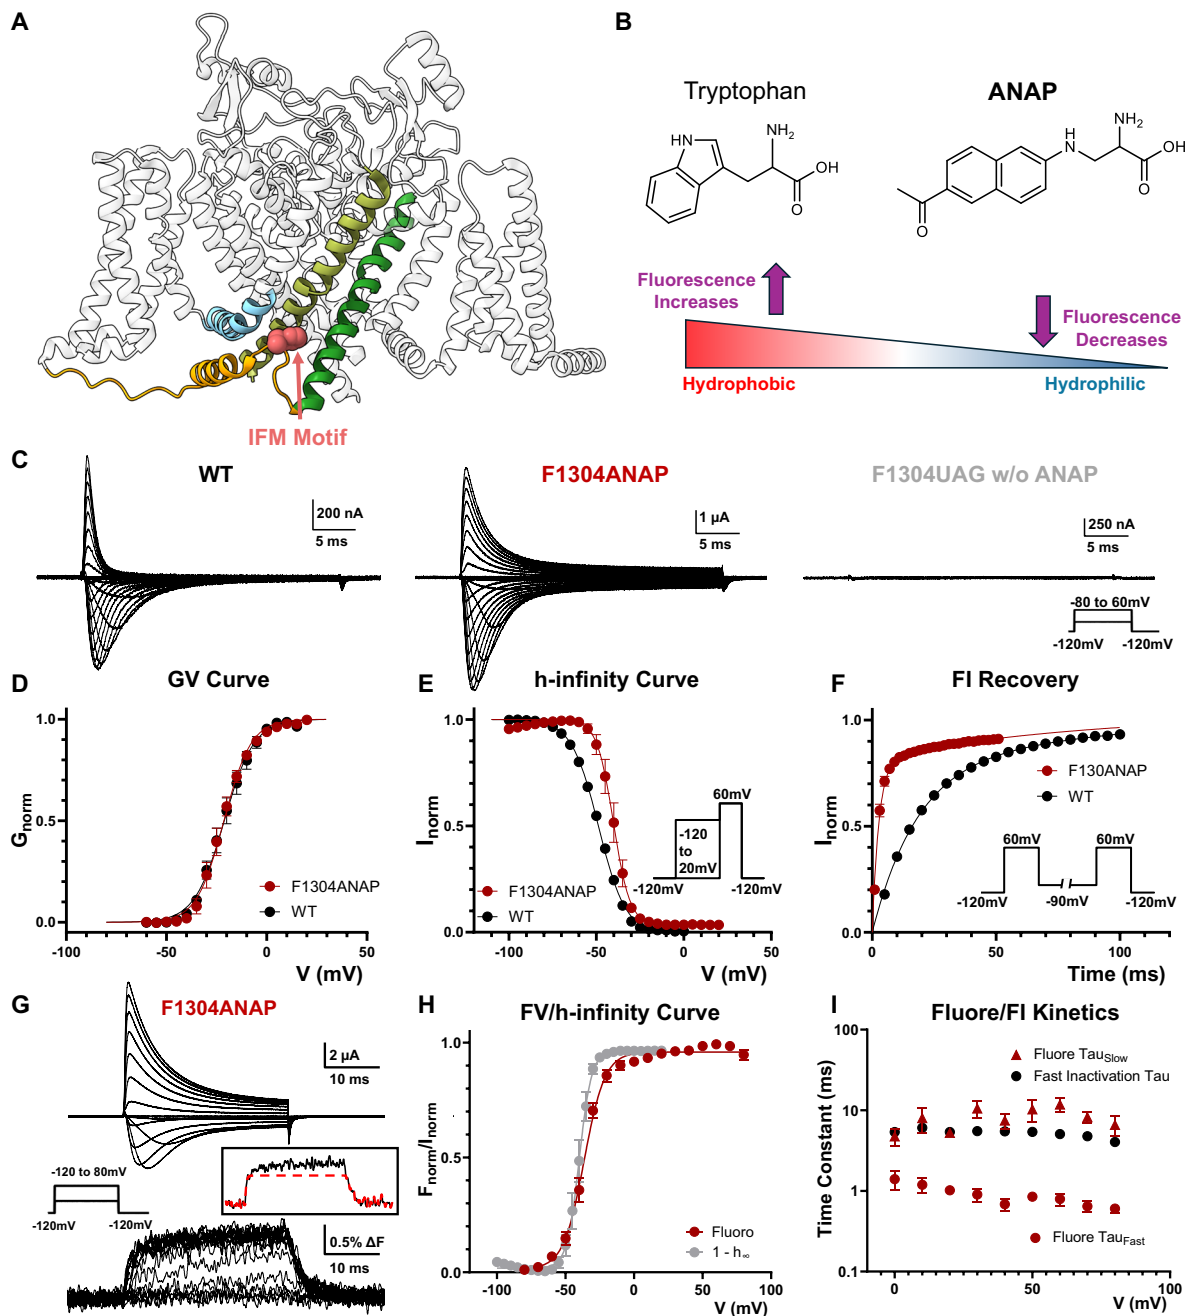 A
IFM Motif
B
Tryptophan
ANAP
HN
NH2
OH
O
H
N
NH2
OH
O
O
Fluorescence
Increases
Fluorescence
Decreases
Hydrophobic
Hydrophilic
C
WT
200 nA
5 ms
F1304ANAP
1 µA
5 ms
F1304UAG w/o ANAP
250 nA
5 ms
-80 to 60mV
-120mV
-120mV
D
GV Curve
Gnorm
1.0
0.5
0.0
F1304ANAP
WT
-100
-50
0
50
V (mV)
E
h-infinity Curve
Inorm
1.0
0.5
0.0
60mV
-120
to
20mV
-120mV
-120mV
F1304ANAP
WT
-100
-50
0
50
V (mV)
F
FI Recovery
Inorm
1.0
0.5
0.0
F130ANAP
WT
60mV
60mV
-120mV
-90mV
-120mV
0
50
100
Time (ms)
G
F1304ANAP
2 µA
10 ms
-120 to 80mV
-120mV
-120mV
0.5% ΔF
10 ms
H
FV/h-infinity Curve
Fnorm/Inorm
1.0
0.5
0.0
Fluoro
1 - h∞
-100
-50
0
50
100
V (mV)
I
Fluore/FI Kinetics
Time Constant (ms)
100
10
1
0.1
Fluore TauSlow
Fast Inactivation Tau
Fluore TauFast
0
50
100
V (mV)